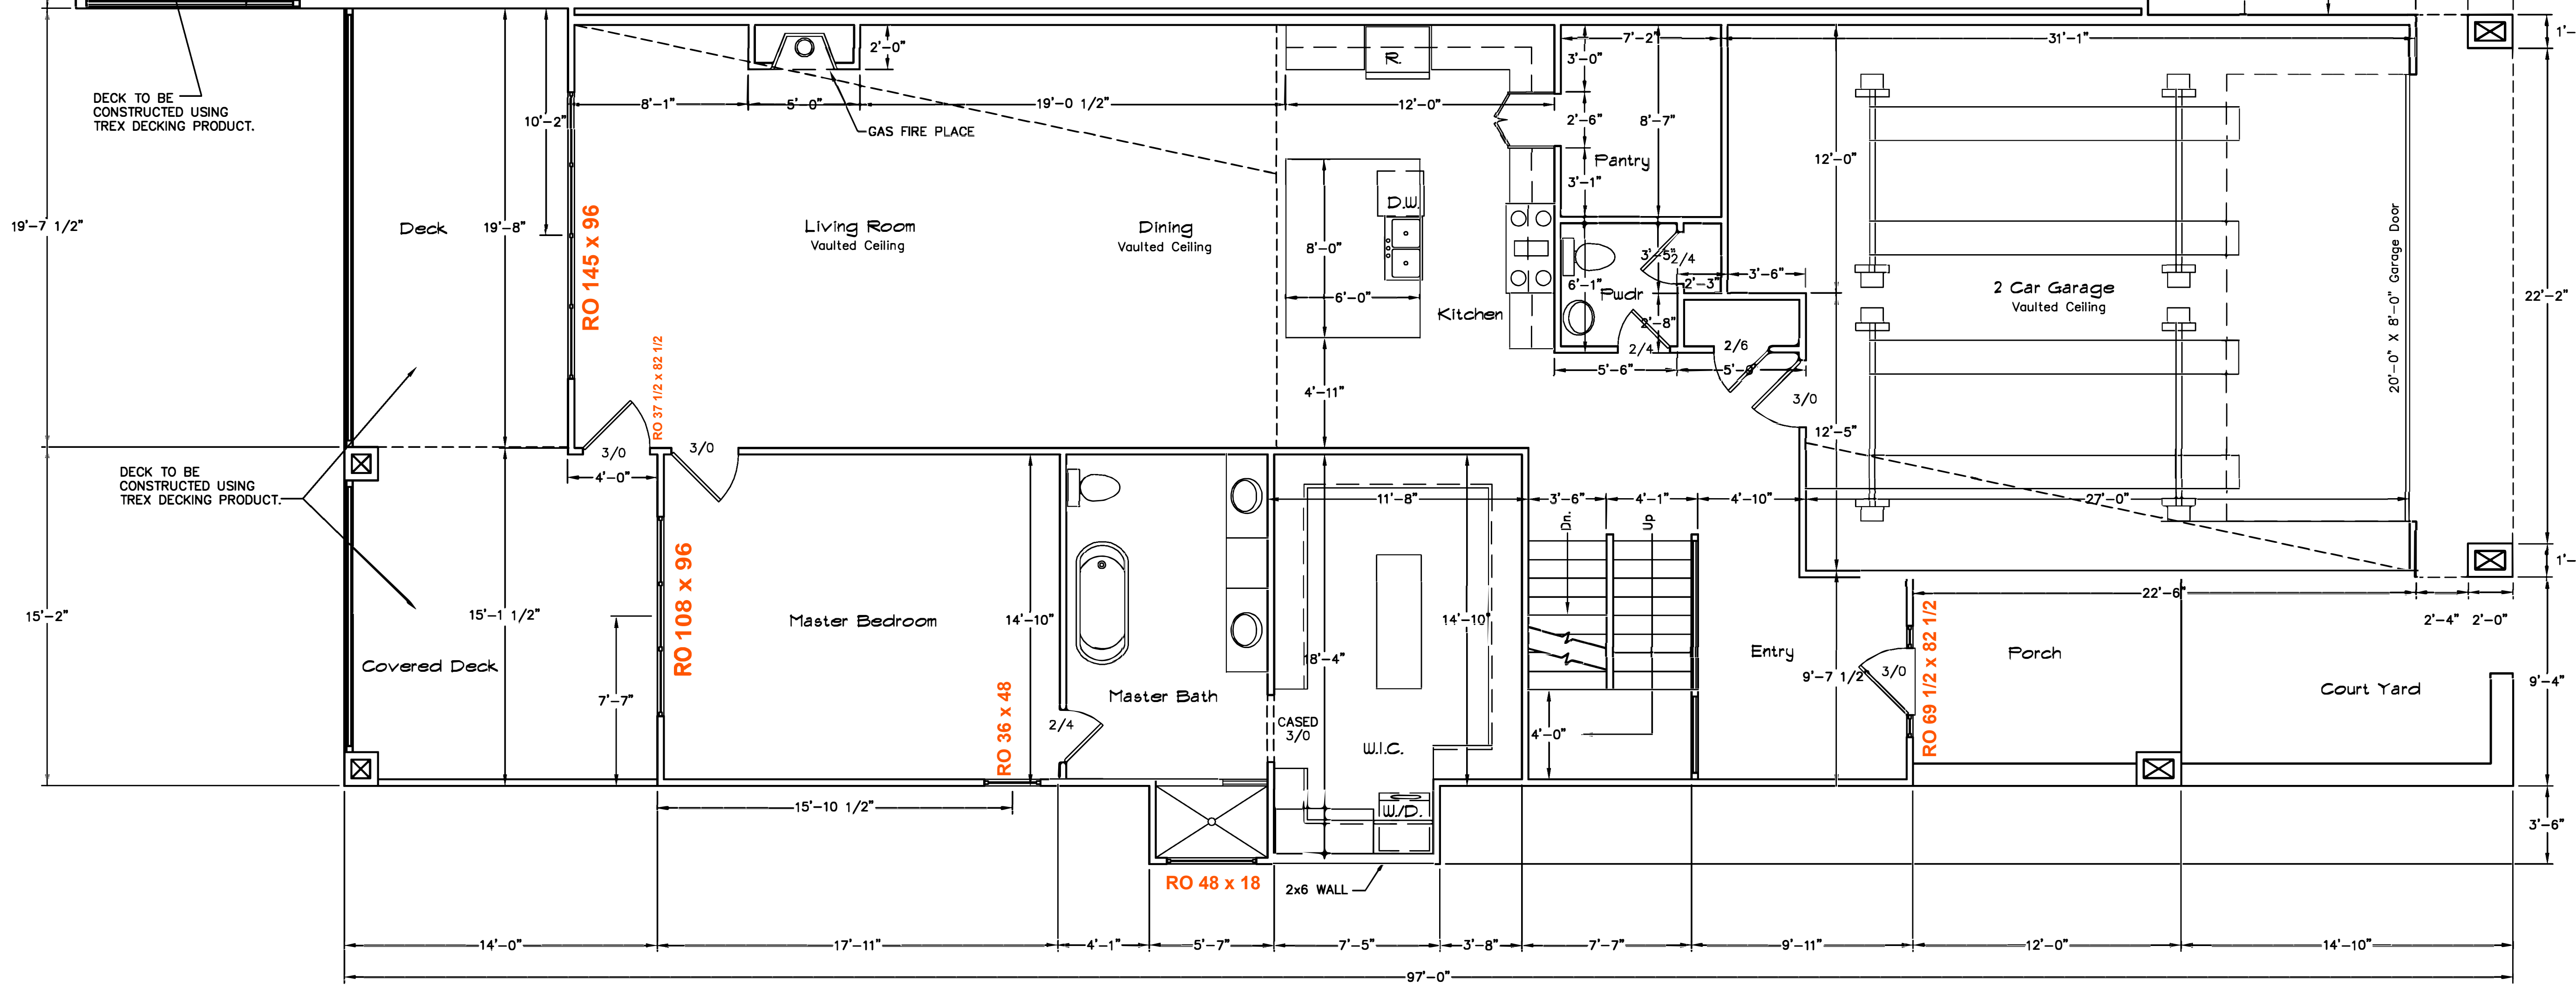 DECK TO BE
CONSTRUCTED USING
TREX DECKING PRODUCT.
19'-7 1/2"
Deck
19'-8"
10'-2"
RO 145 x 96
8'-1"
5'-0"
2'-0"
GAS FIRE PLACE
19'-0 1/2"
12'-0"
R.
Living Room
Vaulted Ceiling
Dining
Vaulted Ceiling
8'-0"
6'-0"
D.W.
Kitchen
4'-11"
7'-2"
3'-0"
2'-6"
8'-7"
3'-1"
Pantry
3'-5"
2/4
6'-1"
2'-3"
3'-6"
Pwdr
2'-8"
2/4
2/6
5'-6"
3/0
31'-1"
12'-0"
2 Car Garage
Vaulted Ceiling
20'-0" X 8'-0" Garage Door
22'-2"
12'-5"
27'-0"
RO 37 1/2 x 82 1/2
3/0
3/0
4'-0"
DECK TO BE
CONSTRUCTED USING
TREX DECKING PRODUCT.
15'-2"
15'-1 1/2"
Covered Deck
7'-7"
RO 108 x 96
Master Bedroom
14'-10"
RO 36 x 48
15'-10 1/2"
2/4
Master Bath
11'-8"
18'-4"
14'-10"
CASED
3/0
W.I.C.
W./D.
RO 48 x 18
2x6 WALL
3'-6"
4'-1"
4'-10"
Dn.
Up
4'-0"
Entry
9'-7 1/2"
3/0
RO 69 1/2 x 82 1/2
22'-6"
2'-4"
2'-0"
Porch
Court Yard
9'-4"
3'-6"
14'-0"
17'-11"
4'-1"
5'-7"
7'-5"
3'-8"
7'-7"
9'-11"
12'-0"
14'-10"
97'-0"